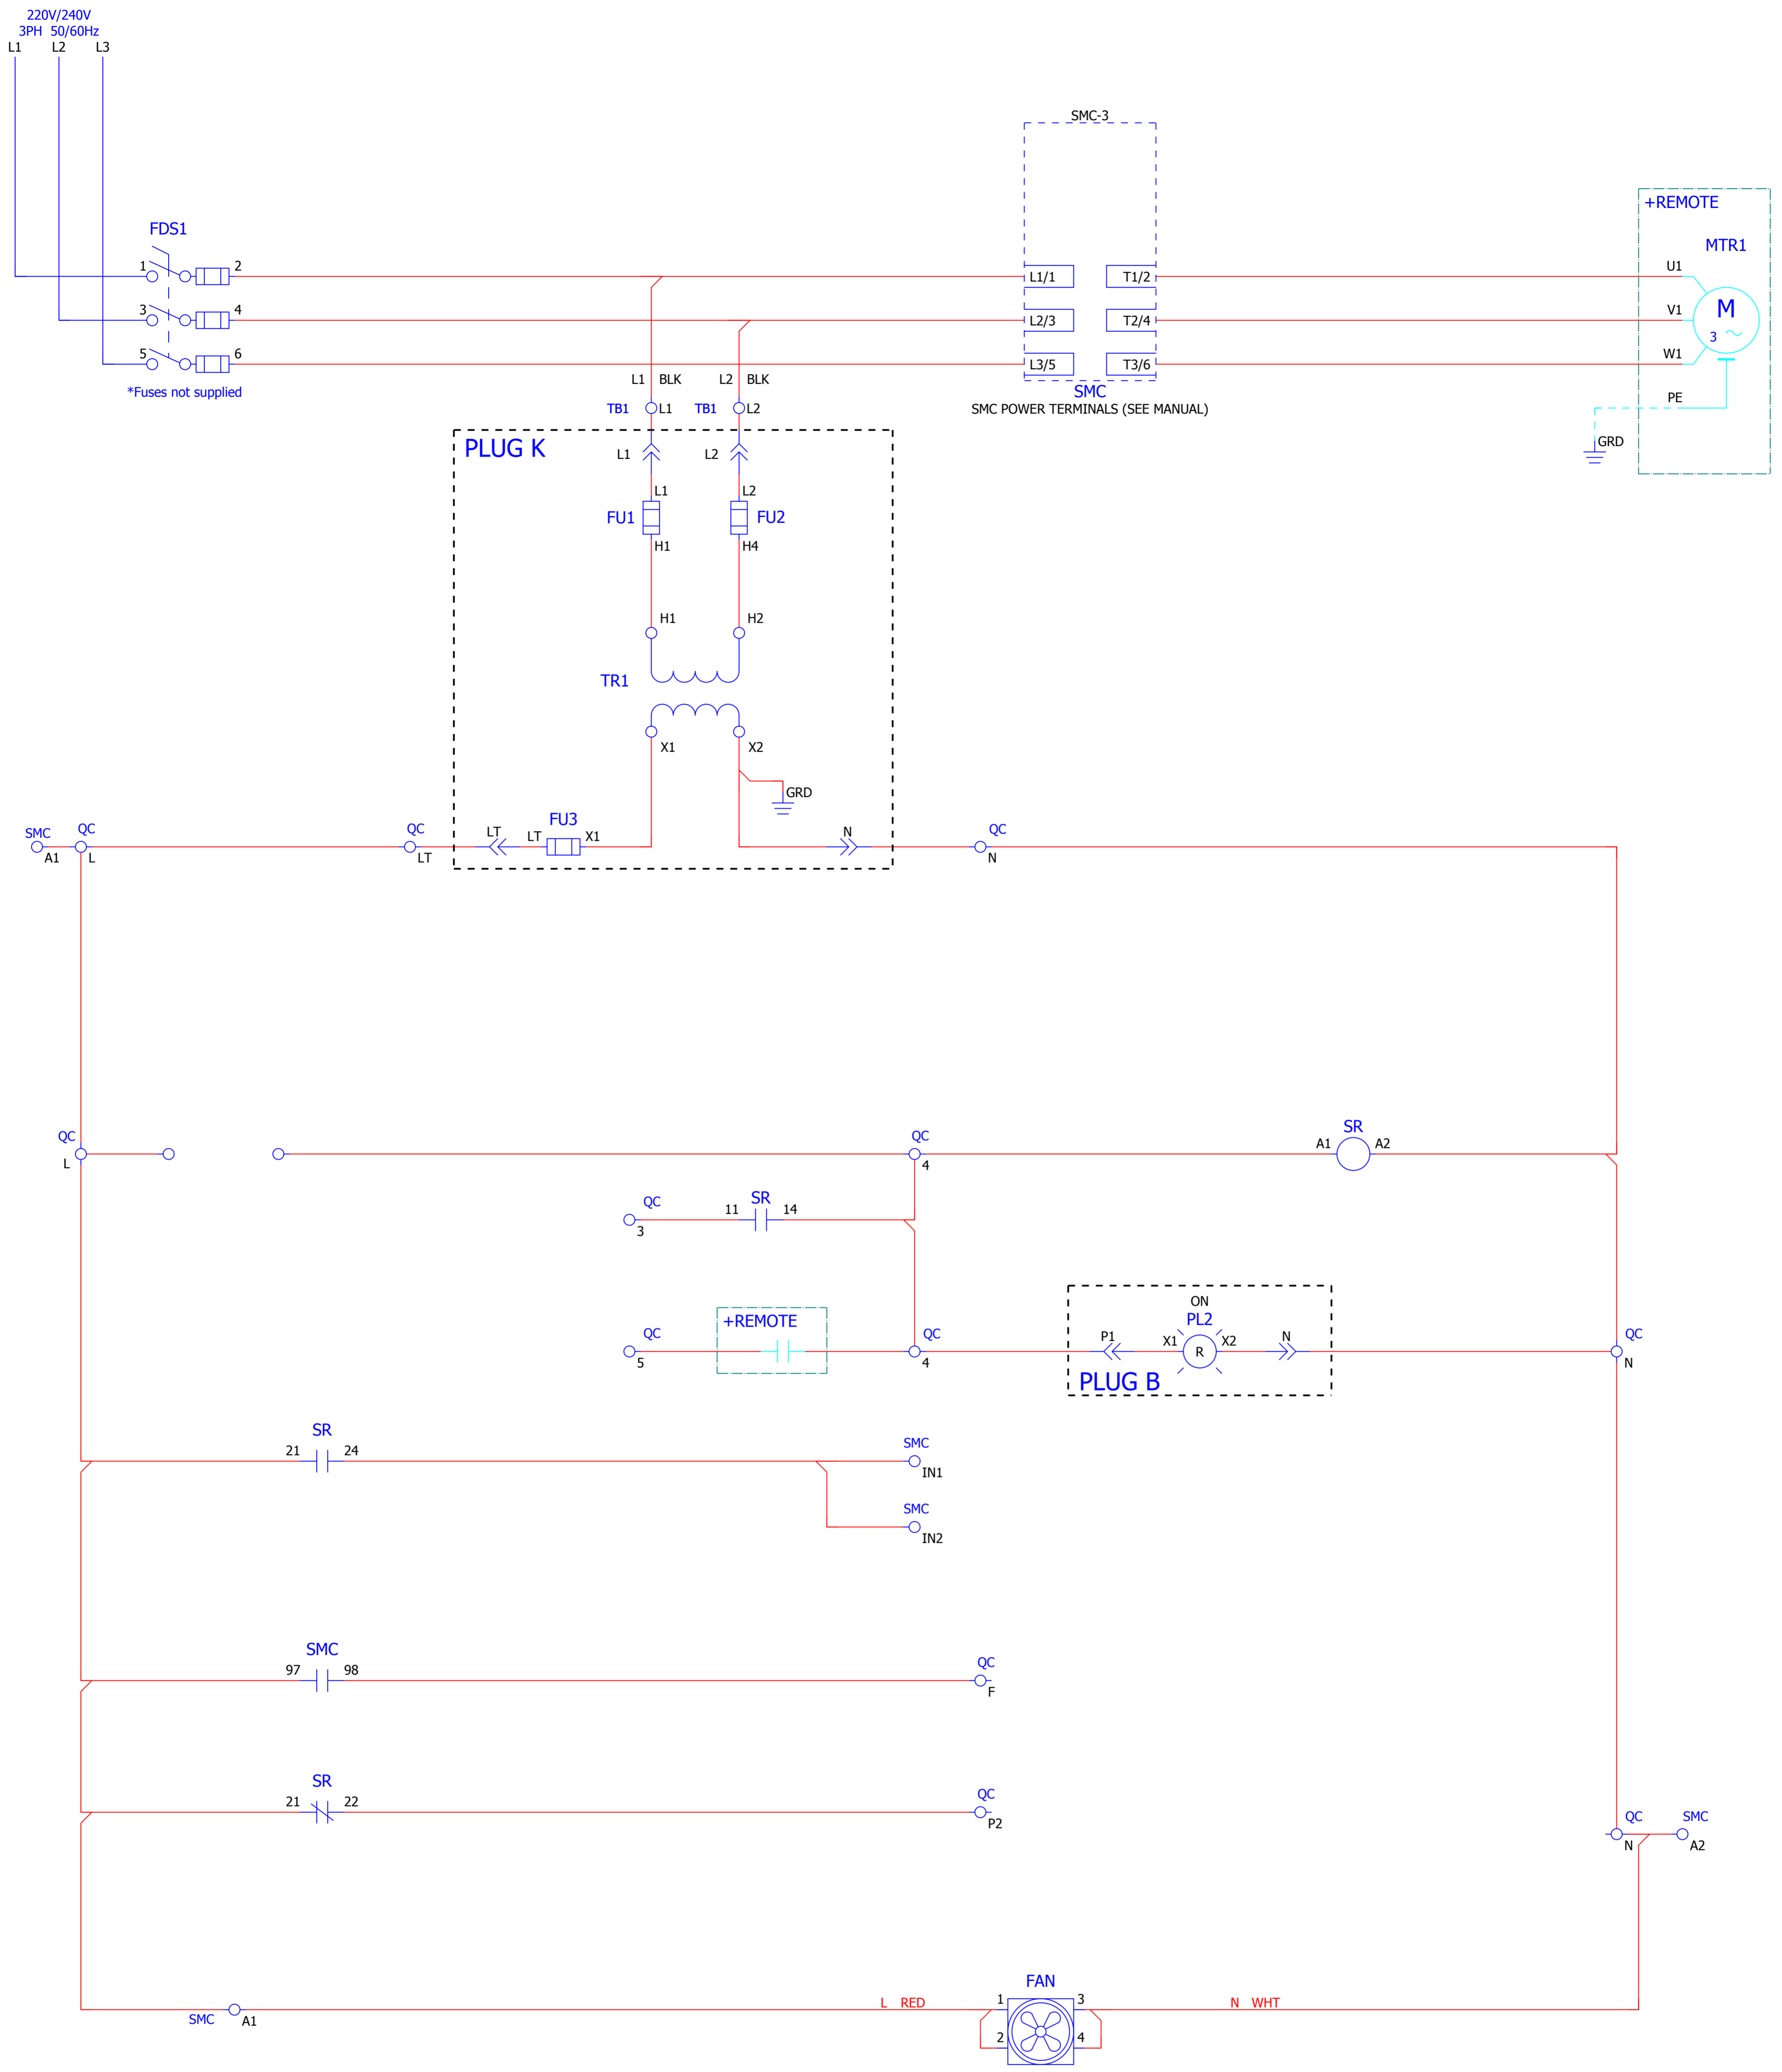 220V/240V
3PH 50/60Hz
L1 L2 L3
SMC-3
+REMOTE
MTR1
FDS1
1 2
L1/1 T1/2
U1
M
3
3 4
L2/3 T2/4
V1
5 6
L3/5 T3/6
W1
*Fuses not supplied
L1 BLK L2 BLK
SMC
SMC POWER TERMINALS (SEE MANUAL)
PE
TB1 L1 TB1 L2
GRD
PLUG K
L1 L2
L1 L2
FU1 FU2
H1 H4
H1 H2
TR1
X1 X2
GRD
FU3
SMC QC QC LT LT X1 N QC
A1 L LT N
QC QC SR
A1 A2
L 4
QC SR
11 14
3
+REMOTE
ON
PL2
QC QC P1 X1 R X2 N QC
5 4 N
PLUG B
SR
21 24
SMC
IN1
SMC
IN2
SMC
97 98
QC
F
SR
21 22
QC
P2
QC SMC
N A2
FAN
L RED 1 3 N WHT
SMC A1
2 4